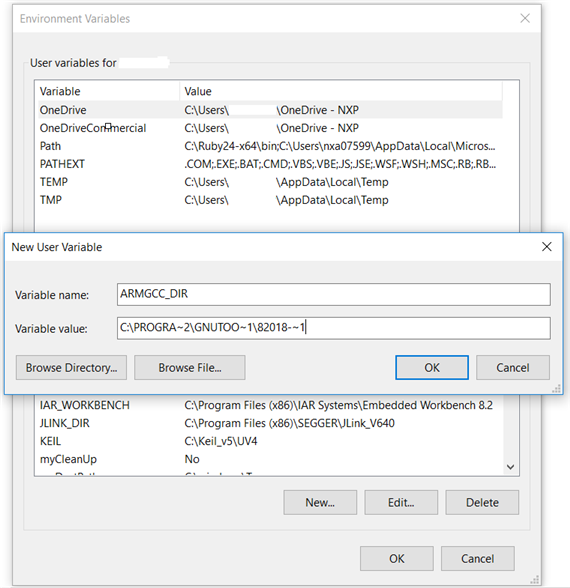 Environment Variables
User variables for
Variable Value
OneDrive C:\Users\ \OneDrive - NXP
OneDriveCommercial C:\Users\ \OneDrive - NXP
Path C:\Ruby24-x64\bin;C:\Users\nxa07599\AppData\Local\Micros...
PATHEXT .COM;.EXE;.BAT;.CMD;.VBS;.VBE;.JS;.JSE;.WSF;.WSH;.MSC;.RB;.RB...
TEMP C:\Users\ \AppData\Local\Temp
TMP C:\Users\ \AppData\Local\Temp
New User Variable
Variable name: ARMGCC_DIR
Variable value: C:\PROGRA~2\GNUTOO~1\82018-~1
Browse Directory... Browse File... OK Cancel
IAR_WORKBENCH C:\Program Files (x86)\IAR Systems\Embedded Workbench 8.2
JLINK_DIR C:\Program Files (x86)\SEGGER\JLink_V640
KEIL C:\Keil_v5\UV4
myCleanUp No
New... Edit... Delete
OK Cancel